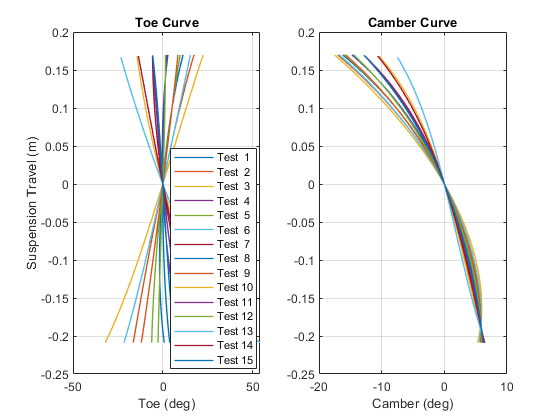 Toe Curve
0.2
0.15
0.1
0.05
0
-0.05
-0.1
-0.15
-0.2
-0.25
Suspension Travel (m)
-50 0 50
Toe (deg)
Test 1
Test 2
Test 3
Test 4
Test 5
Test 6
Test 7
Test 8
Test 9
Test 10
Test 11
Test 12
Test 13
Test 14
Test 15
Camber Curve
0.2
0.15
0.1
0.05
0
-0.05
-0.1
-0.15
-0.2
-0.25
-20 -10 0 10
Camber (deg)